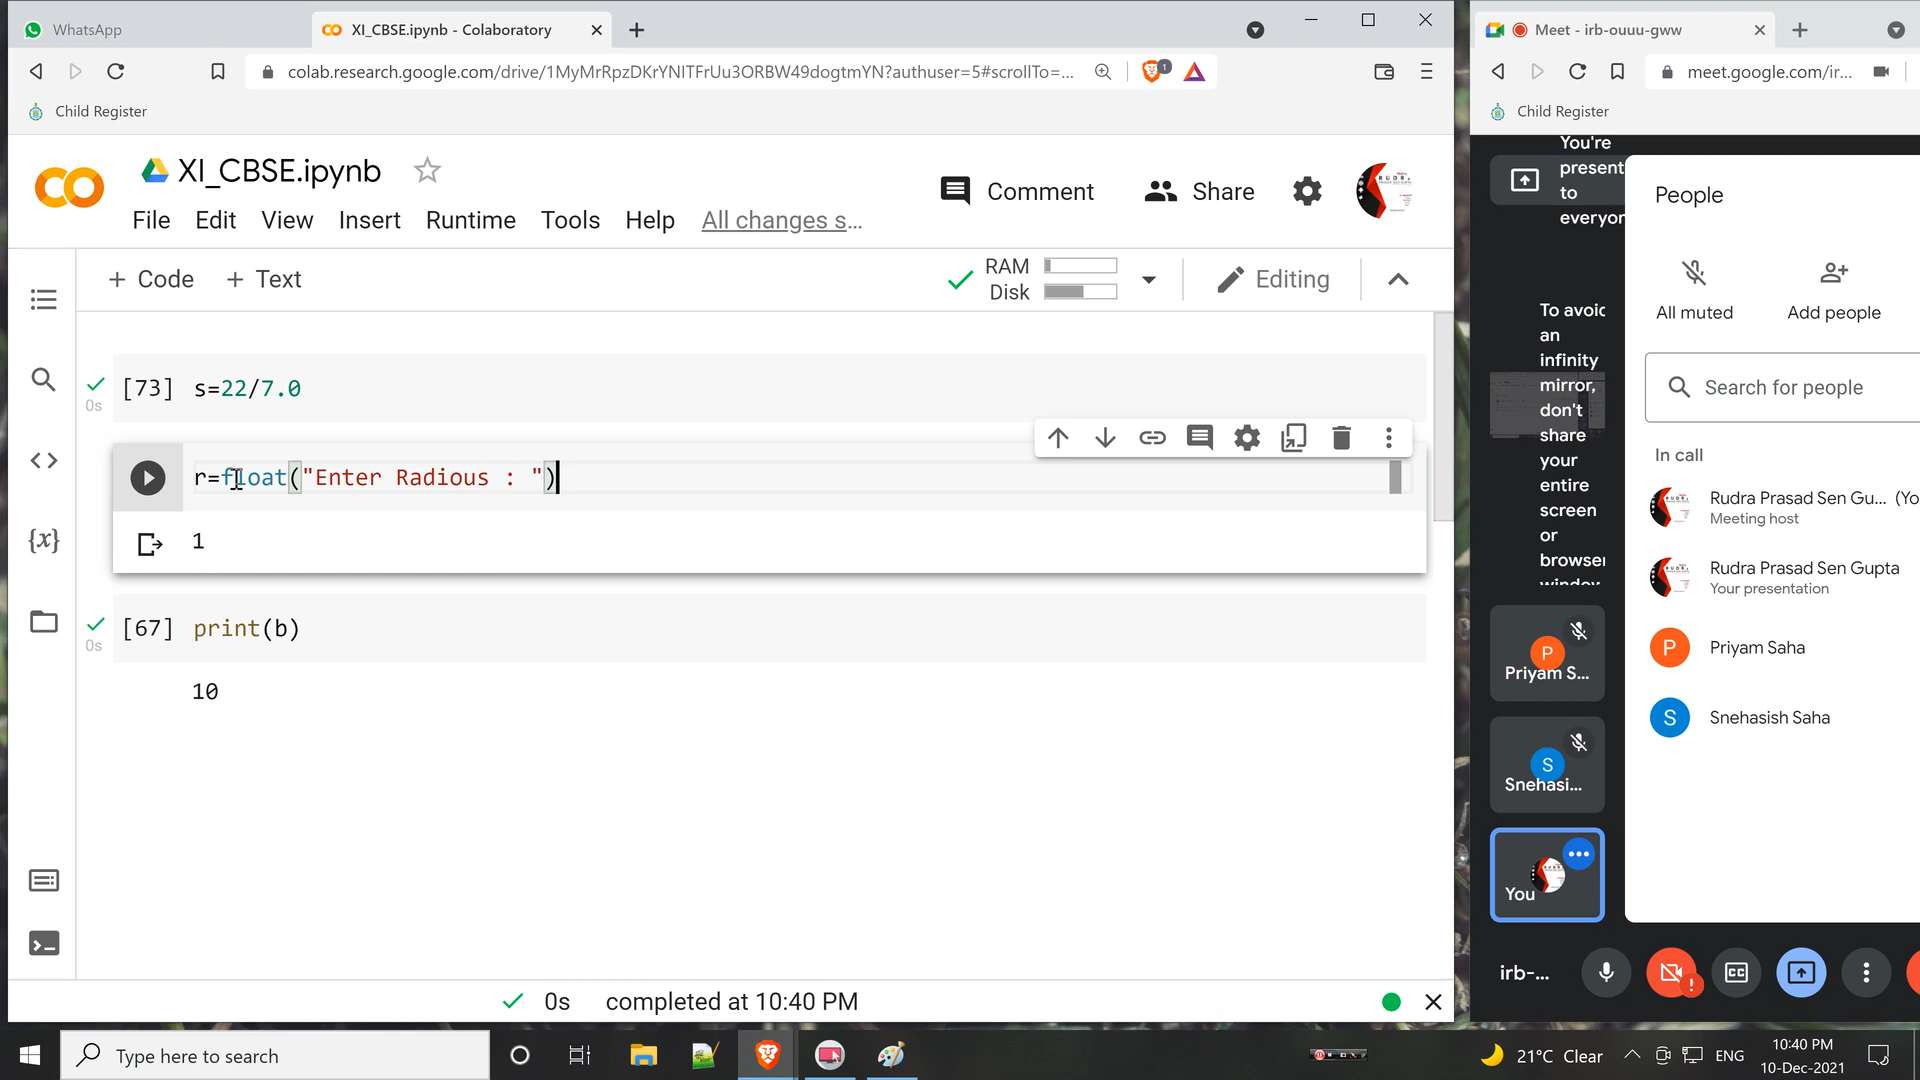 WhatsApp
XI_CBSE.ipynb - Colaboratory
Meet - irb-ouuu-gww
colab.research.google.com/drive/1MyMrRpzDKrYNITFrUu3ORBW49dogtmYN?authuser=5#scrollTo=...
1
meet.google.com/ir...
Child Register
Child Register
XI_CBSE.ipynb
Comment
Share
File Edit View Insert Runtime Tools Help All changes s...
+ Code + Text
RAM
Disk
Editing
[73] s=22/7.0
0s
r=float("Enter Radious : ")
1
[67] print(b)
0s
10
{x}
0s completed at 10:40 PM
You're
present
to
everyon
To avoid
an
infinity
mirror,
don't
share
your
entire
screen
or
browser
window
People
All muted
Add people
Search for people
In call
Rudra Prasad Sen Gu... (Yo
Meeting host
Rudra Prasad Sen Gupta
Your presentation
P Priyam Saha
S Snehasish Saha
P
Priyam S...
S
Snehasi...
You
irb-...
Type here to search
21°C Clear
ENG
10:40 PM
10-Dec-2021